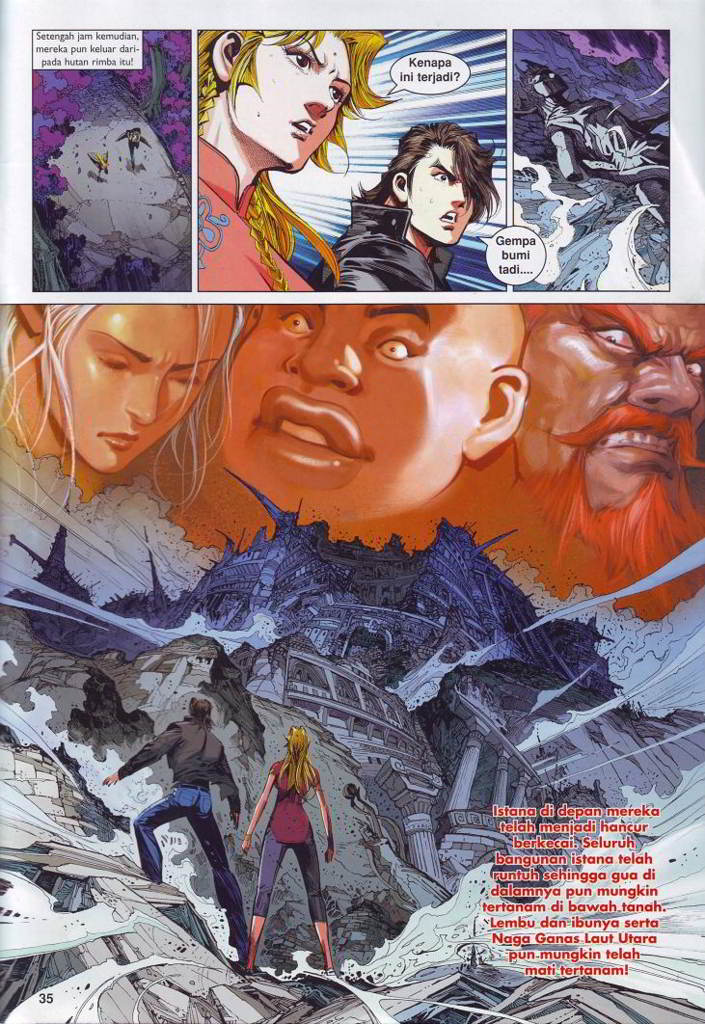 Setengah jam kemudian,
mereka pun keluar dari-
pada hutan rimba itu!
Kenapa
ini terjadi?
Gempa
bumi
tadi....
Istana di depan mereka
telah menjadi hancur
berkecai. Seluruh
bangunan istana telah
runtuh sehingga gua di
dalamnya pun mungkin
tertanam di bawah tanah.
Lembu dan ibunya serta
Naga Ganas Laut Utara
pun mungkin telah
mati tertanam!
35